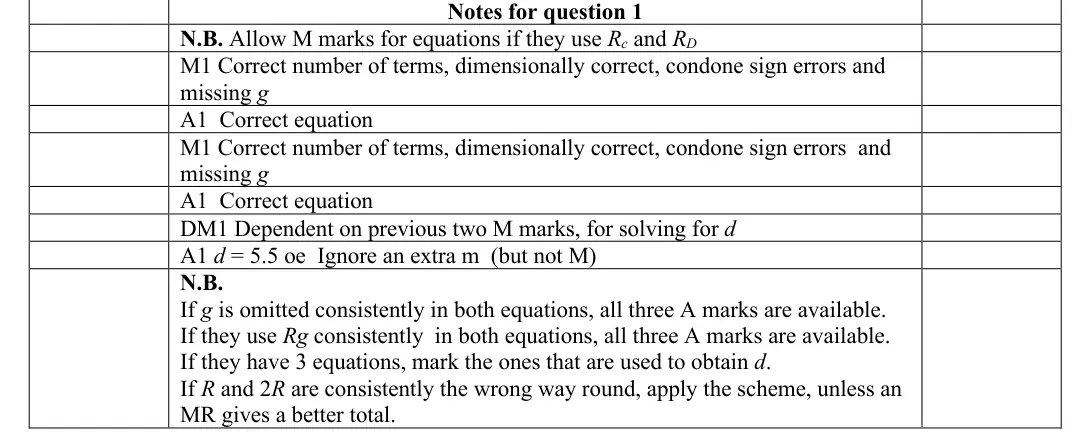 Notes for question 1
N.B. Allow M marks for equations if they use Rc and RD
M1 Correct number of terms, dimensionally correct, condone sign errors and
missing g
A1 Correct equation
M1 Correct number of terms, dimensionally correct, condone sign errors and
missing g
A1 Correct equation
DM1 Dependent on previous two M marks, for solving for d
A1 d = 5.5 oe Ignore an extra m (but not M)
N.B.
If g is omitted consistently in both equations, all three A marks are available.
If they use Rg consistently in both equations, all three A marks are available.
If they have 3 equations, mark the ones that are used to obtain d.
If R and 2R are consistently the wrong way round, apply the scheme, unless an
MR gives a better total.